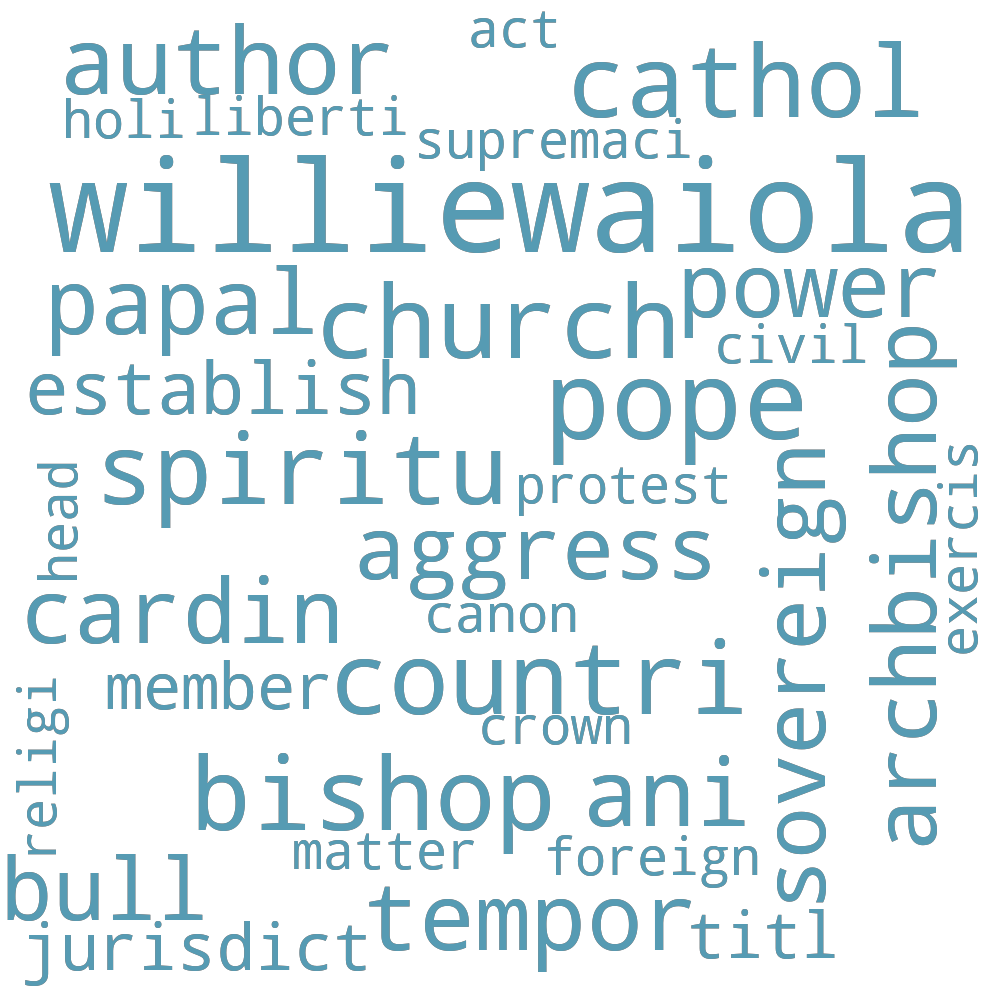 act
author
cathol
holi
liberti
supremaci
williewaiola
papal
church
power
civil
establish
pope
archbishop
spiritu
protest
sovereign
exercis
head
aggress
cardin
canon
member
countri
crown
religi
bishop
ani
matter
foreign
bull
tempor
titl
jurisdict